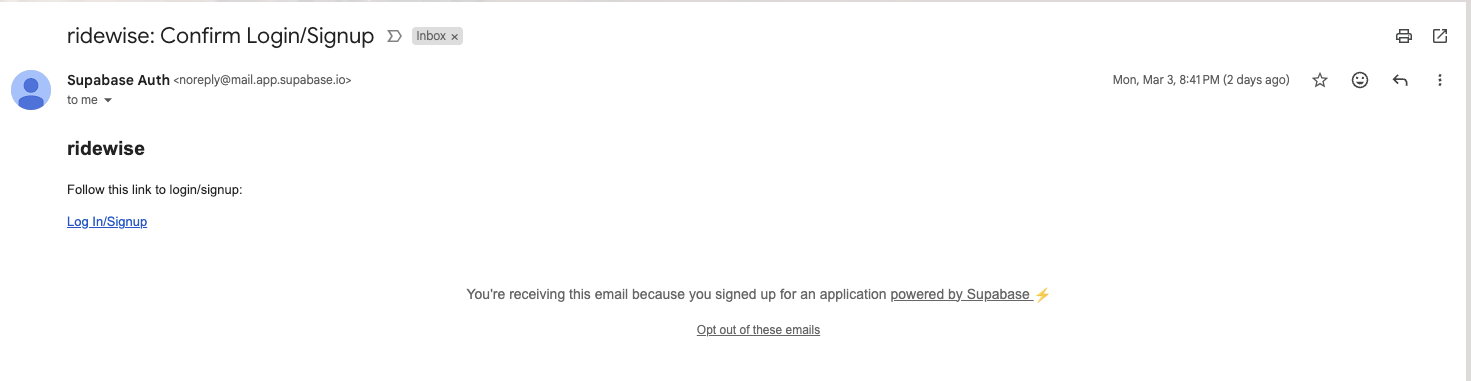 ridewise: Confirm Login/Signup
Inbox ×
Supabase Auth <noreply@mail.app.supabase.io>
Mon, Mar 3, 8:41 PM (2 days ago)
to me
ridewise
Follow this link to login/signup:
Log In/Signup
You're receiving this email because you signed up for an application powered by Supabase ⚡
Opt out of these emails